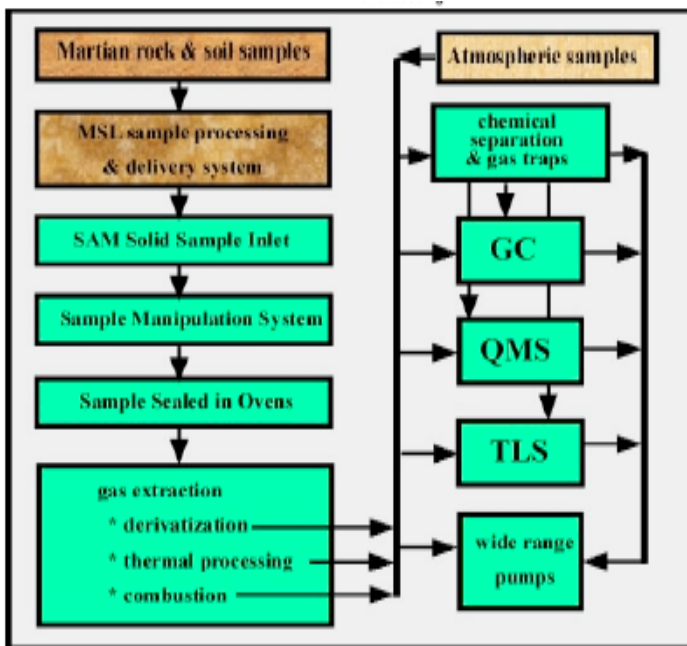 Martian rock & soil samples
MSL sample processing
& delivery system
SAM Solid Sample Inlet
Sample Manipulation System
Sample Sealed in Ovens
gas extraction
* derivatization
* thermal processing
* combustion
Atmospheric samples
chemical
separation
& gas traps
GC
QMS
TLS
wide range
pumps